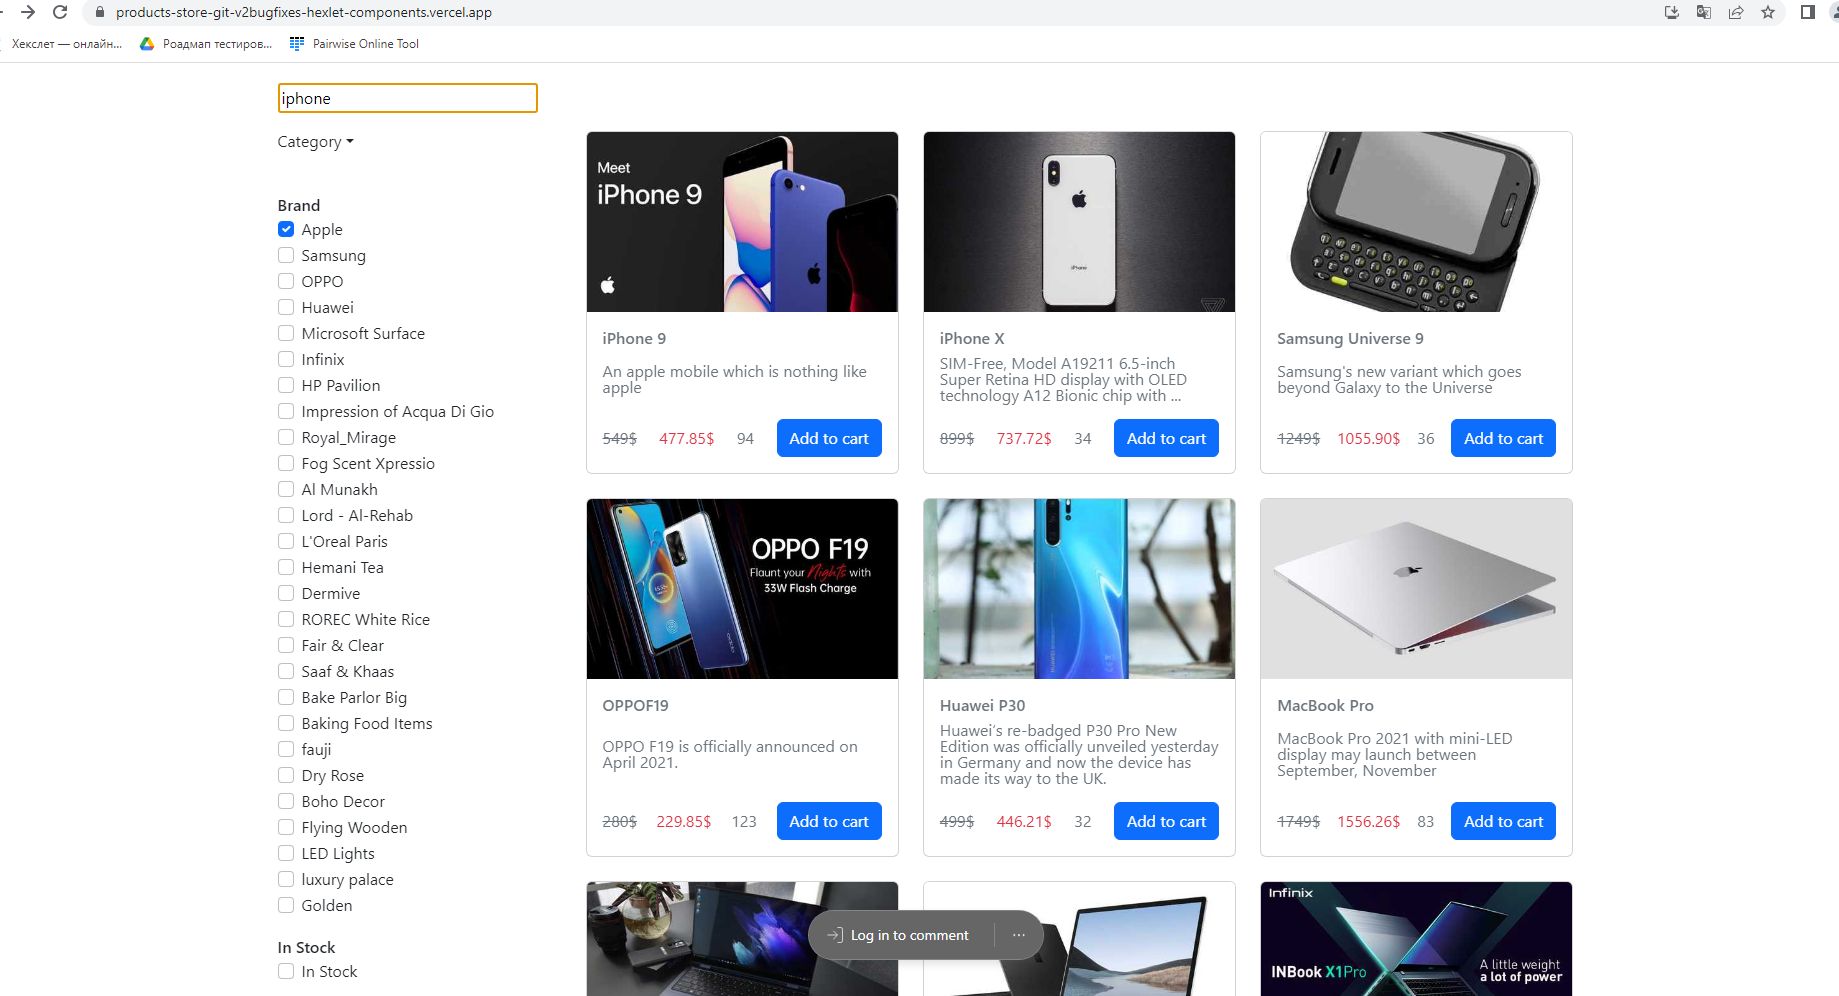 products-store-git-v2bugfixes-hexlet-components.vercel.app
Хекслет — онлайн...
Роадмап тестиров...
Pairwise Online Tool
iphone
Category
Brand
Apple
Samsung
OPPO
Huawei
Microsoft Surface
Infinix
HP Pavilion
Impression of Acqua Di Gio
Royal_Mirage
Fog Scent Xpressio
Al Munakh
Lord - Al-Rehab
L'Oreal Paris
Hemani Tea
Dermive
ROREC White Rice
Fair & Clear
Saaf & Khaas
Bake Parlor Big
Baking Food Items
fauji
Dry Rose
Boho Decor
Flying Wooden
LED Lights
luxury palace
Golden
In Stock
In Stock
Meet
iPhone 9
iPhone 9
An apple mobile which is nothing like
apple
549$ 477.85$ 94 Add to cart
iPhone
iPhone X
SIM-Free, Model A19211 6.5-inch
Super Retina HD display with OLED
technology A12 Bionic chip with ...
899$ 737.72$ 34 Add to cart
Samsung Universe 9
Samsung's new variant which goes
beyond Galaxy to the Universe
1249$ 1055.90$ 36 Add to cart
OPPO F19
Flaunt your Nights with
33W Flash Charge
OPPOF19
OPPO F19 is officially announced on
April 2021.
280$ 229.85$ 123 Add to cart
Huawei P30
Huawei’s re-badged P30 Pro New
Edition was officially unveiled yesterday
in Germany and now the device has
made its way to the UK.
499$ 446.21$ 32 Add to cart
MacBook Pro
MacBook Pro 2021 with mini-LED
display may launch between
September, November
1749$ 1556.26$ 83 Add to cart
Infinix
INBook X1Pro
A little weight
a lot of power
Log in to comment